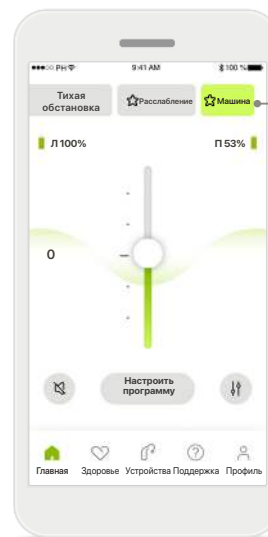 ●●●○○ PH 9:41 AM 100 %
Тихая обстановка
Расслабление
Машина
Л 100%
П 53%
0
Настроить программу
Главная Здоровье Устройства Поддержка Профиль